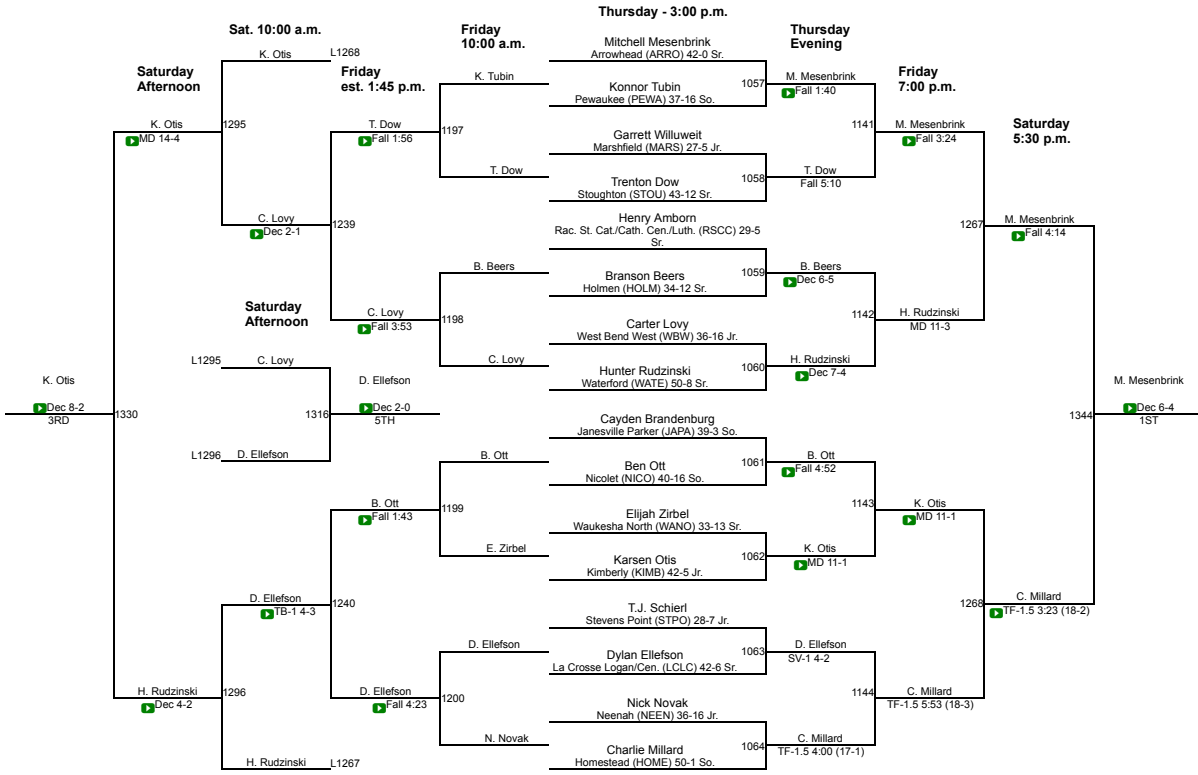 Thursday - 3:00 p.m.
Sat. 10:00 a.m.
Friday
10:00 a.m.
Thursday
Evening
Mitchell Mesenbrink
Arrowhead (ARRO) 42-0 Sr.
K. Otis
L1268
Saturday
Afternoon
Friday
est. 1:45 p.m.
K. Tubin
Konnor Tubin
Pewaukee (PEWA) 37-16 So.
1057
M. Mesenbrink
Fall 1:40
Friday
7:00 p.m.
K. Otis
MD 14-4
1295
T. Dow
Fall 1:56
1197
Garrett Willuweit
Marshfield (MARS) 27-5 Jr.
1141
M. Mesenbrink
Fall 3:24
Saturday
5:30 p.m.
T. Dow
Trenton Dow
Stoughton (STOU) 43-12 Sr.
1058
T. Dow
Fall 5:10
C. Lovy
Dec 2-1
1239
Henry Amborn
Rac. St. Cat./Cath. Cen./Luth. (RSCC) 29-5
Sr.
1267
M. Mesenbrink
Fall 4:14
B. Beers
Branson Beers
Holmen (HOLM) 34-12 Sr.
1059
B. Beers
Dec 6-5
Saturday
Afternoon
C. Lovy
Fall 3:53
1198
Carter Lovy
West Bend West (WBW) 36-16 Jr.
1142
H. Rudzinski
MD 11-3
L1295
C. Lovy
C. Lovy
Hunter Rudzinski
Waterford (WATE) 50-8 Sr.
1060
H. Rudzinski
Dec 7-4
K. Otis
Dec 8-2
3RD
1330
1316
D. Ellefson
Dec 2-0
5TH
Cayden Brandenburg
Janesville Parker (JAPA) 39-3 So.
1344
M. Mesenbrink
Dec 6-4
1ST
L1296
D. Ellefson
B. Ott
Ben Ott
Nicolet (NICO) 40-16 So.
1061
B. Ott
Fall 4:52
B. Ott
Fall 1:43
1199
Elijah Zirbel
Waukesha North (WANO) 33-13 Sr.
1143
K. Otis
MD 11-1
E. Zirbel
Karsen Otis
Kimberly (KIMB) 42-5 Jr.
1062
K. Otis
MD 11-1
D. Ellefson
TB-1 4-3
1240
T.J. Schierl
Stevens Point (STPO) 28-7 Jr.
1268
C. Millard
TF-1.5 3:23 (18-2)
D. Ellefson
Dylan Ellefson
La Crosse Logan/Cen. (LCLC) 42-6 Sr.
1063
D. Ellefson
SV-1 4-2
H. Rudzinski
Dec 4-2
1296
D. Ellefson
Fall 4:23
1200
Nick Novak
Neenah (NEEN) 36-16 Jr.
1144
C. Millard
TF-1.5 5:53 (18-3)
N. Novak
Charlie Millard
Homestead (HOME) 50-1 So.
1064
C. Millard
TF-1.5 4:00 (17-1)
H. Rudzinski
L1267